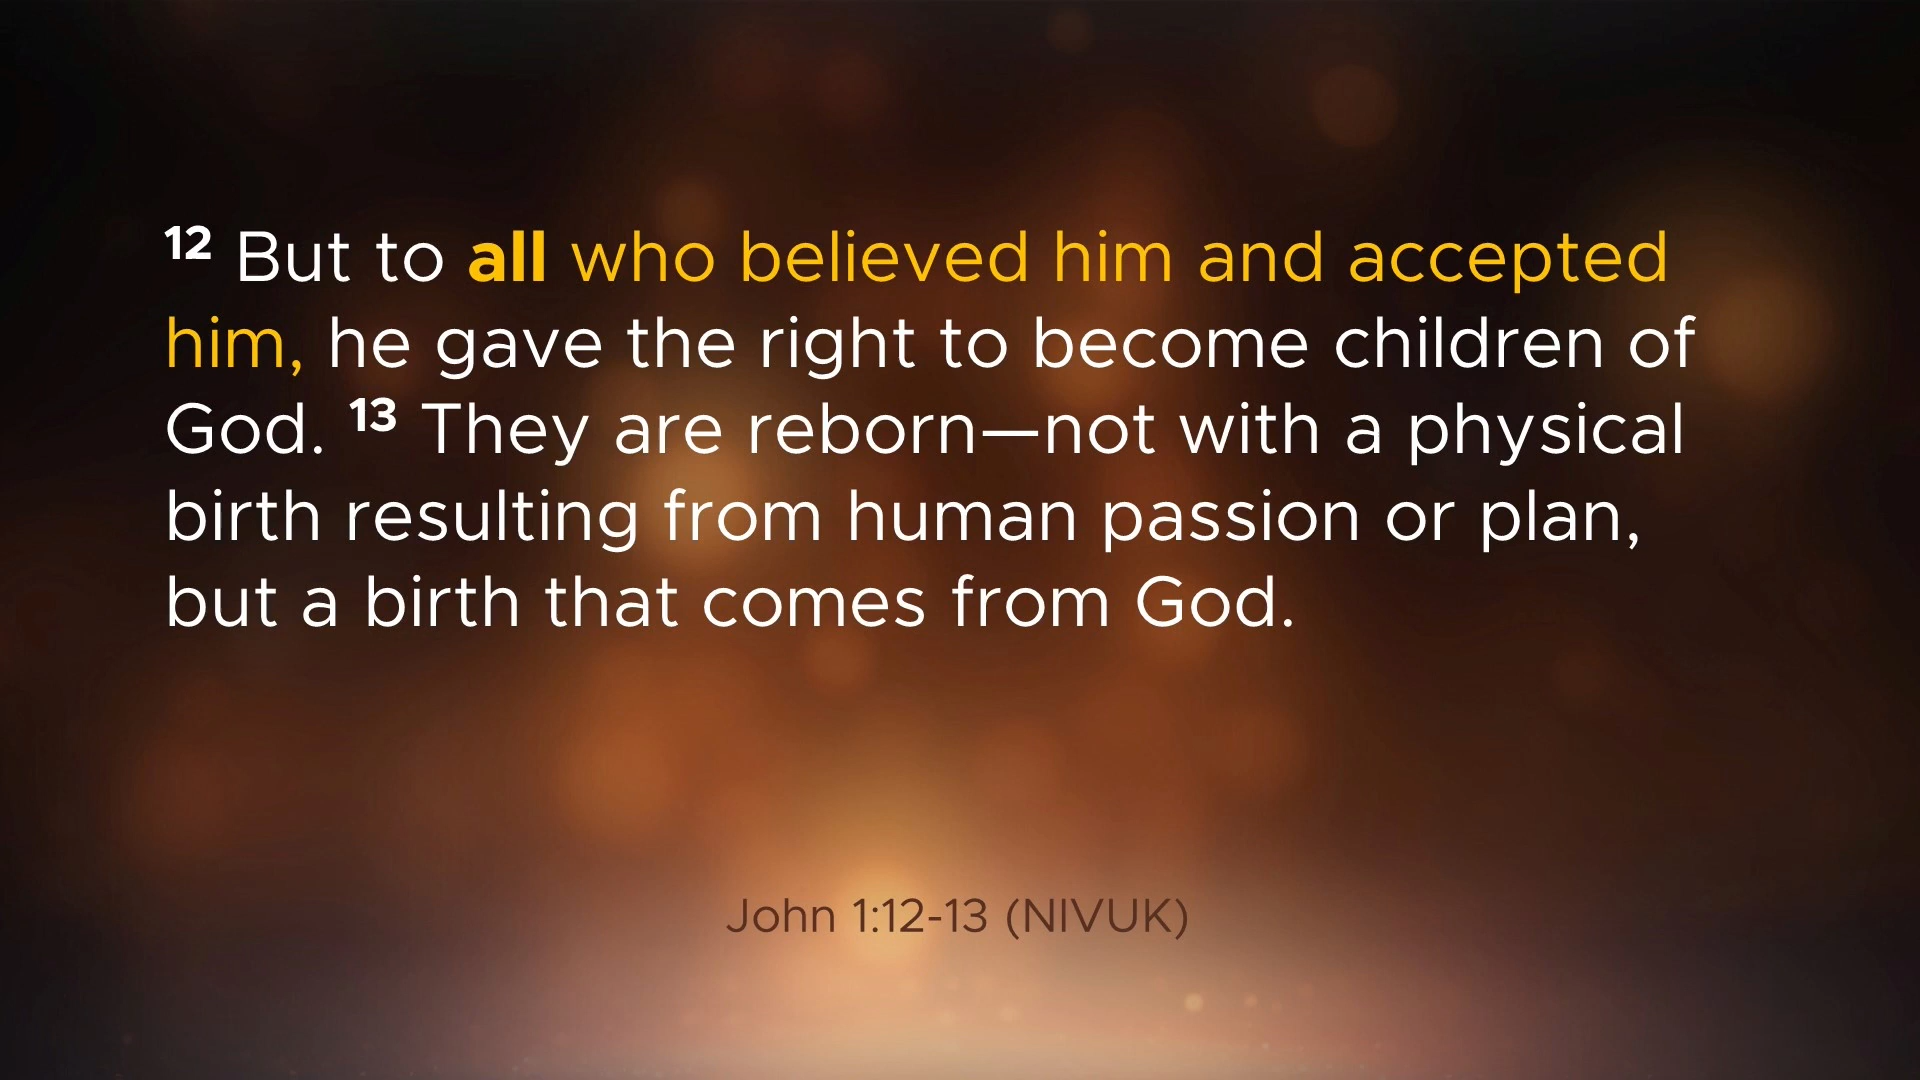 12 But to all who believed him and accepted
him, he gave the right to become children of
God. 13 They are reborn—not with a physical
birth resulting from human passion or plan,
but a birth that comes from God.
John 1:12-13 (NIVUK)